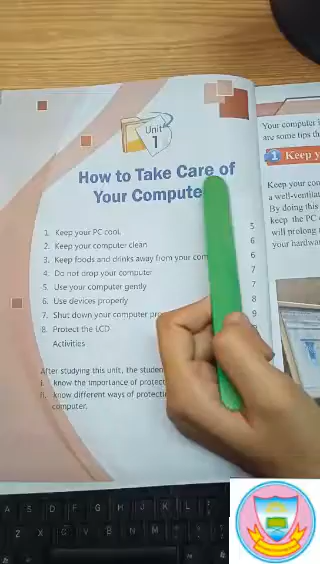 Unit
1
How to Take Care of
Your Compute
1. Keep your PC cool 5
2. Keep your computer clean 6
3. Keep foods and drinks away from your com 6
4. Do not drop your computer 7
5. Use your computer gently 7
6. Use devices properly 8
7. Shut down your computer pro 9
8. Protect the LCD
Activities
After studying this unit, the studen
I. know the importance of protect
II. know different ways of protecti
computer.
Your computer i
are some tips th
1 Keep y
Keep your con
a well-ventilat
By doing this
keep the PC
will prolong
your hardwa
A S D F G H J K L
Z X C V B N M